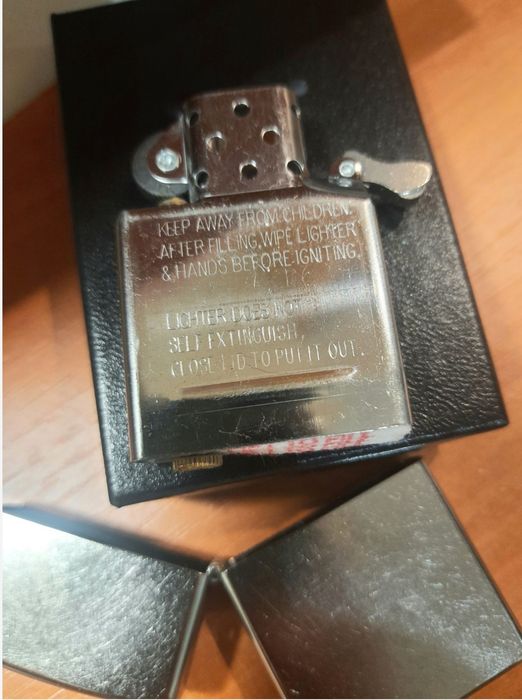 KEEP AWAY FROM CHILDREN.
AFTER FILLING, WIPE LIGHTER
& HANDS BEFORE IGNITING.
LIGHTER DOES NOT
SELF EXTINGUISH,
CLOSE LID TO PUT IT OUT.